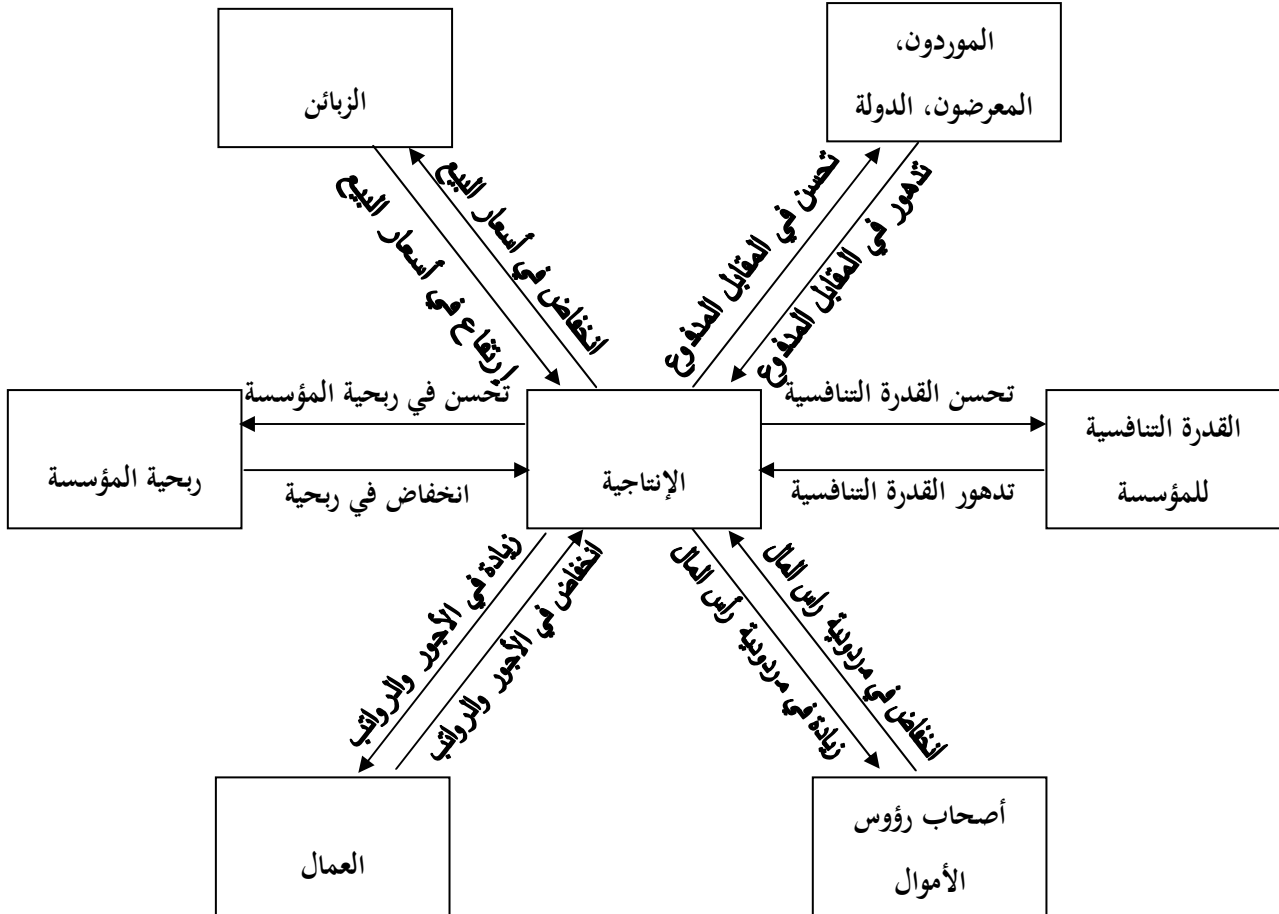 الموردون،
المعرضون، الدولة
الزبائن
تحسن في المقابل المدفوع
تدهور في المقابل المدفوع
انخفاض في أسعار البيع
إرتفاع في أسعار البيع
تحسن القدرة التنافسية
تحسن في ربحية المؤسسة
القدرة التنافسية
للمؤسسة
الإنتاجية
ربحية المؤسسة
تدهور القدرة التنافسية
انخفاض في ربحية
انخفاض في مردودية راس المال
زيادة في مردودية رأس المال
انخفاض في الأجور والرواتب
زيادة في الأجور والرواتب
أصحاب رؤوس
الأموال
العمال